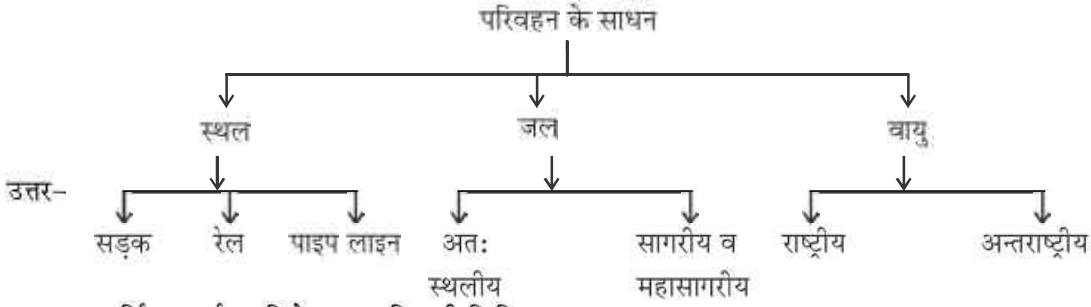 परिवहन के साधन
स्थल जल वायु
उत्तर–
सड़क रेल पाइप लाइन अतः स्थलीय सागरीय व महासागरीय राष्ट्रीय अन्तराष्ट्रीय